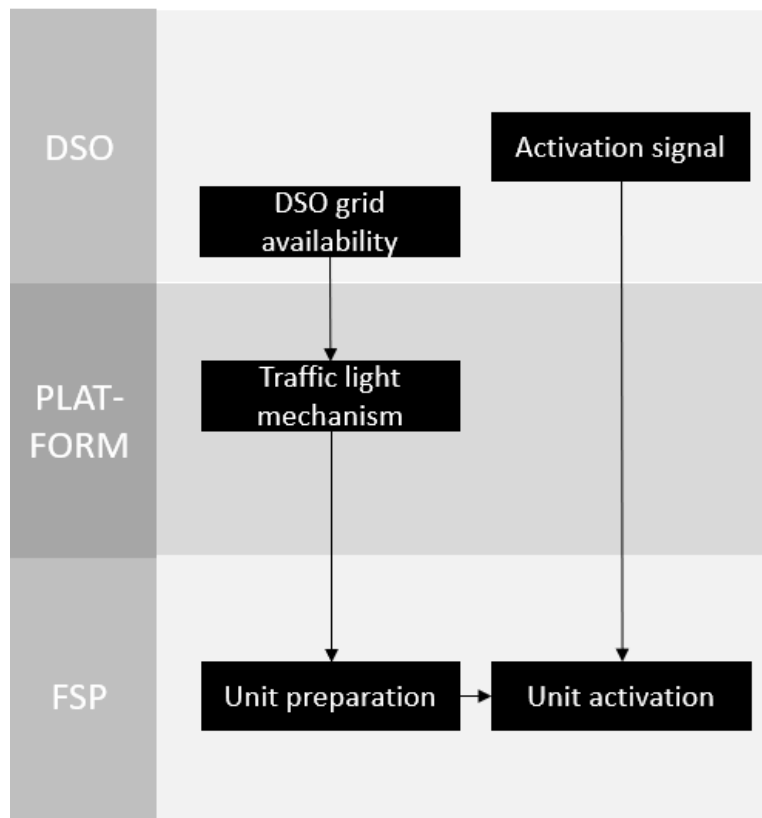 DSO
Activation signal
DSO grid
availability
PLAT-
FORM
Traffic light
mechanism
FSP
Unit preparation
Unit activation